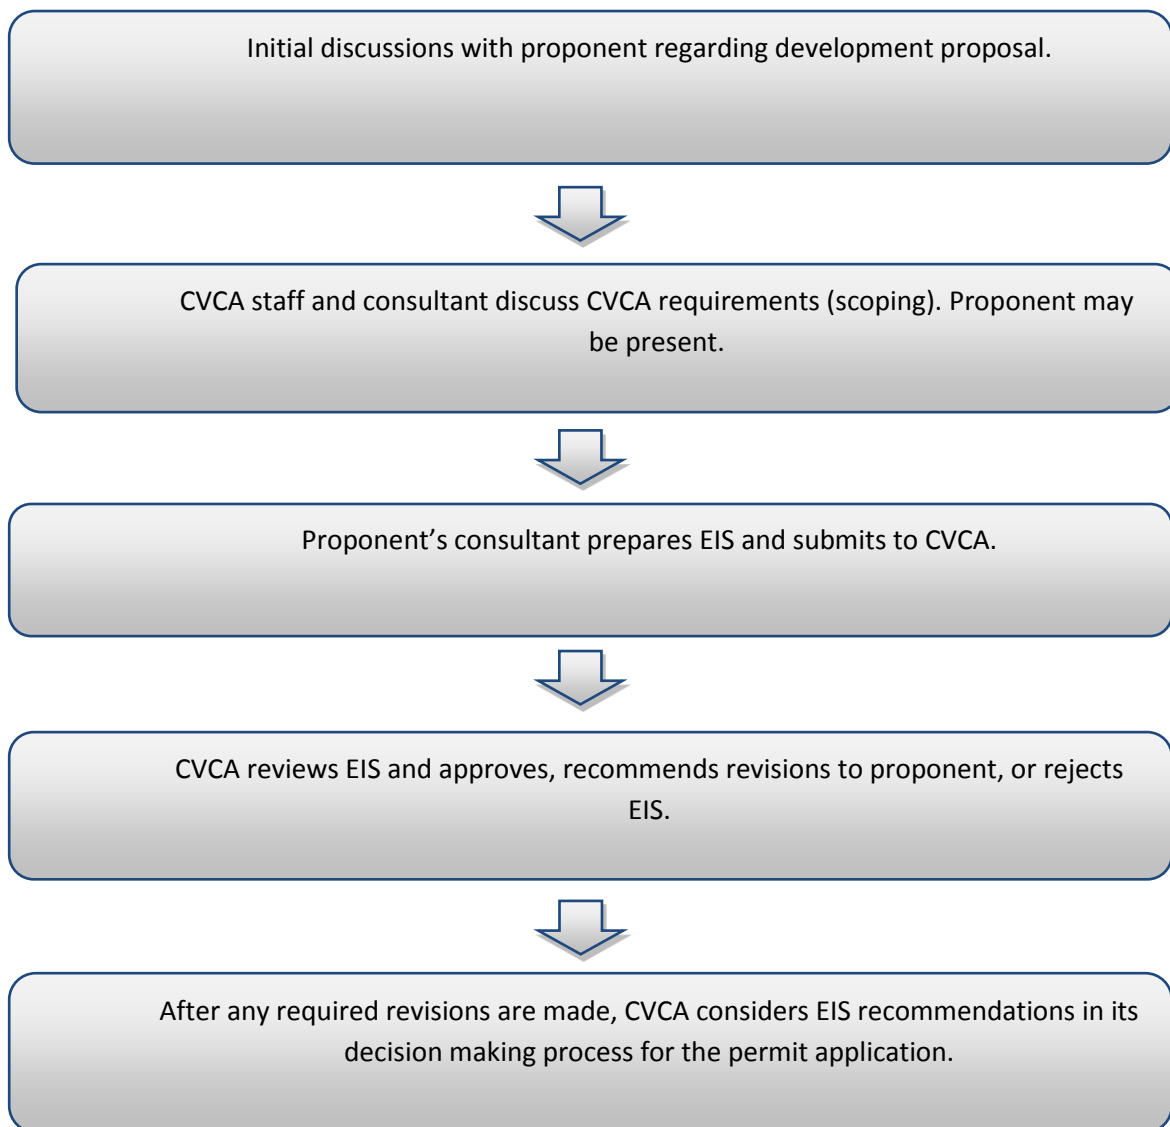 Initial discussions with proponent regarding development proposal.
CVCA staff and consultant discuss CVCA requirements (scoping). Proponent may
be present.
Proponent’s consultant prepares EIS and submits to CVCA.
CVCA reviews EIS and approves, recommends revisions to proponent, or rejects
EIS.
After any required revisions are made, CVCA considers EIS recommendations in its
decision making process for the permit application.